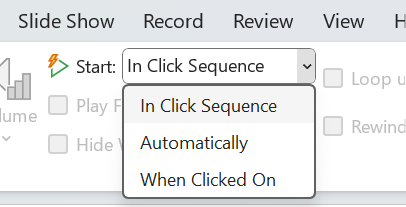 Slide Show Record Review View
Start: In Click Sequence
Loop
Play
In Click Sequence
Hide
Automatically
Rewind
When Clicked On